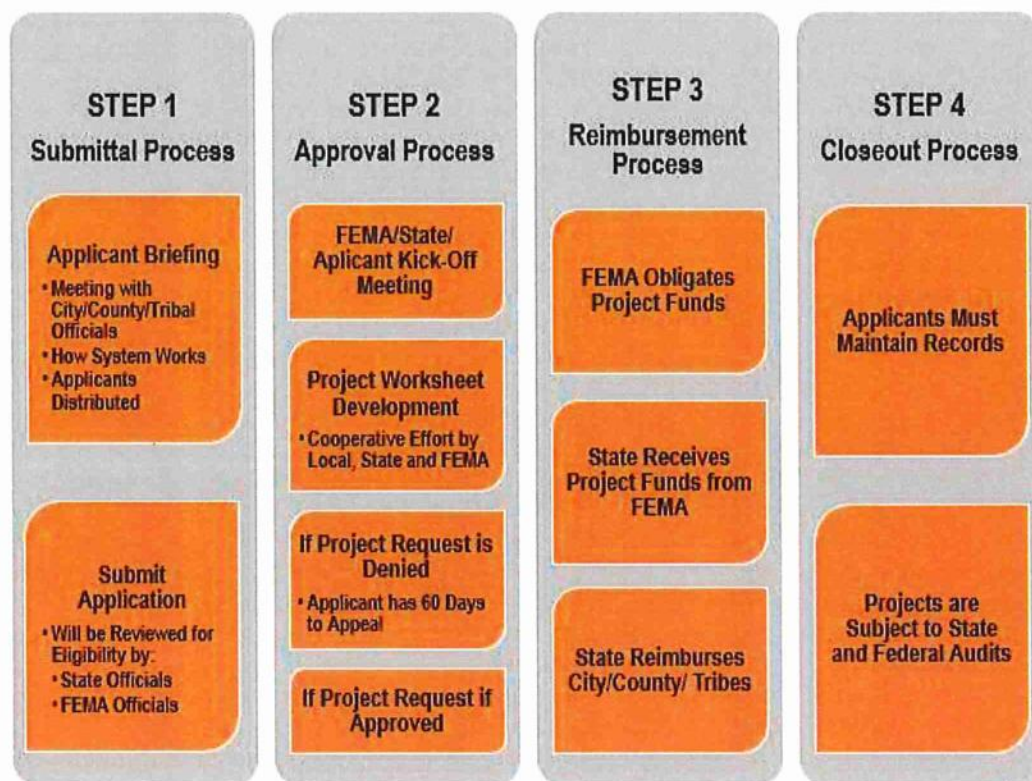 STEP 1
Submittal Process
Applicant Briefing
• Meeting with
City/County/Tribal
Officials
• How System Works
• Applicants
Distributed
Submit
Application
• Will be Reviewed for
Eligibility by:
• State Officials
• FEMA Officials
STEP 2
Approval Process
FEMA/State/
Aplicant Kick-Off
Meeting
Project Worksheet
Development
• Cooperative Effort by
Local, State and FEMA
If Project Request is
Denied
• Applicant has 60 Days
to Appeal
If Project Request if
Approved
STEP 3
Reimbursement
Process
FEMA Obligates
Project Funds
State Receives
Project Funds from
FEMA
State Reimburses
City/County/ Tribes
STEP 4
Closeout Process
Applicants Must
Maintain Records
Projects are
Subject to State
and Federal Audits